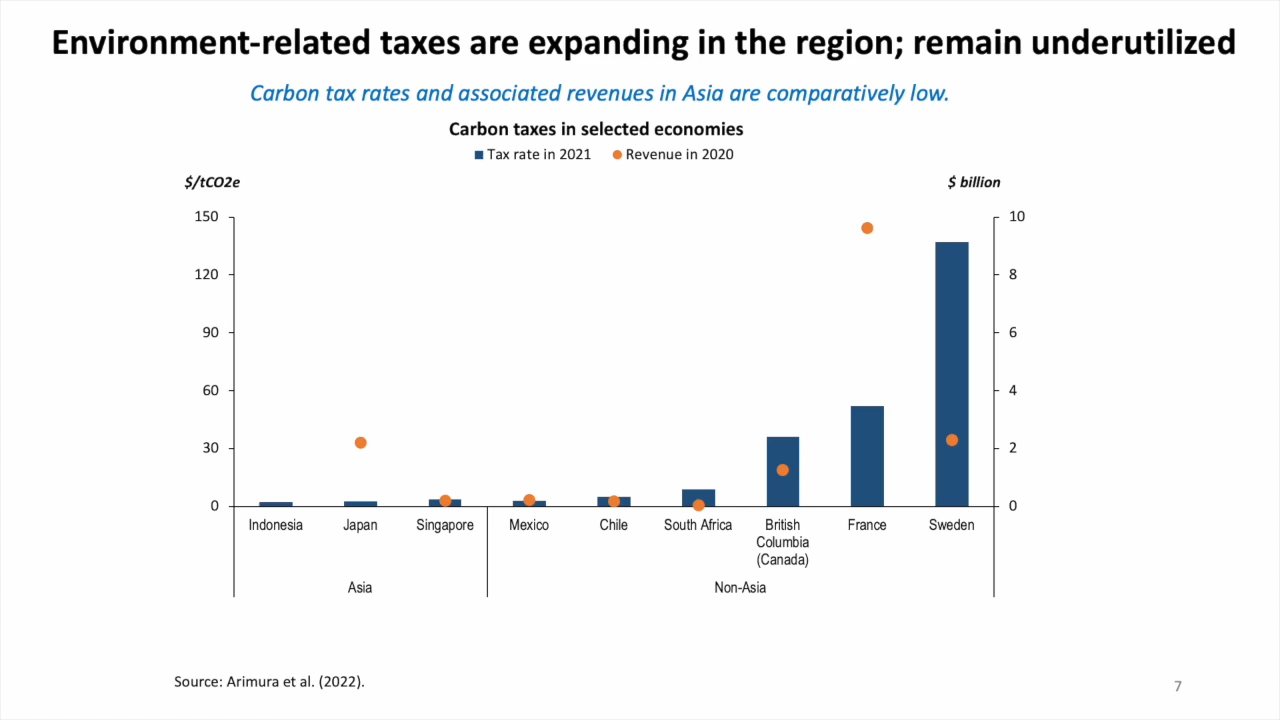 Environment-related taxes are expanding in the region; remain underutilized
Carbon tax rates and associated revenues in Asia are comparatively low.
Carbon taxes in selected economies
Tax rate in 2021 Revenue in 2020
$/tCO2e $ billion
150 10
120 8
90 6
60 4
30 2
0 0
Indonesia Japan Singapore Mexico Chile South Africa British France Sweden
Columbia
(Canada)
Asia Non-Asia
Source: Arimura et al. (2022).
7